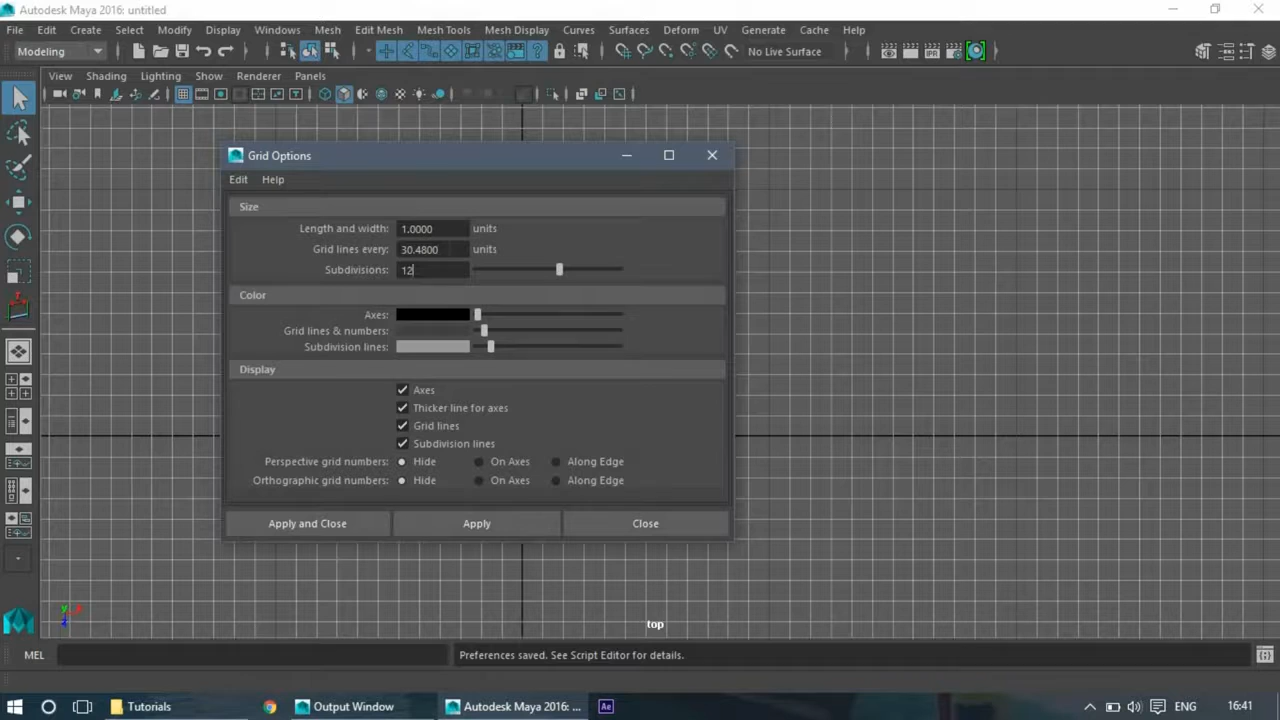 Autodesk Maya 2016: untitled
File Edit Create Select Modify Display Windows Mesh Edit Mesh Mesh Tools Mesh Display Curves Surfaces Deform UV Generate Cache Help
Modeling No Live Surface
View Shading Lighting Show Renderer Panels
Grid Options
Edit Help
Size
Length and width: 1.0000 units
Grid lines every: 30.4800 units
Subdivisions: 12
Color
Axes:
Grid lines & numbers:
Subdivision lines:
Display
Axes
Thicker line for axes
Grid lines
Subdivision lines
Perspective grid numbers: Hide On Axes Along Edge
Orthographic grid numbers: Hide On Axes Along Edge
Apply and Close Apply Close
top
MEL Preferences saved. See Script Editor for details.
Tutorials Output Window Autodesk Maya 2016: ... Ae ENG 16:41